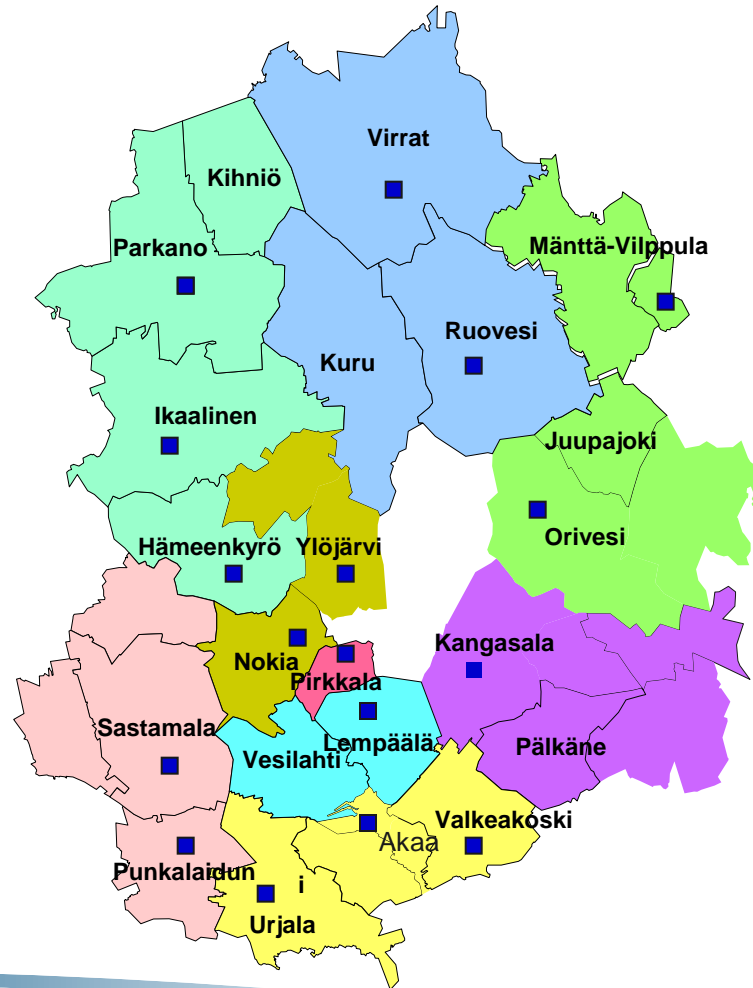 Virrat
Kihniö
Parkano
Mänttä-Vilppula
Ruovesi
Kuru
Ikaalinen
Juupajoki
Orivesi
Hämeenkyrö
Ylöjärvi
Kangasala
Nokia
Pirkkala
Sastamala
Lempäälä
Pälkäne
Vesilahti
Valkeakoski
Akaa
Punkalaidun
i
Urjala